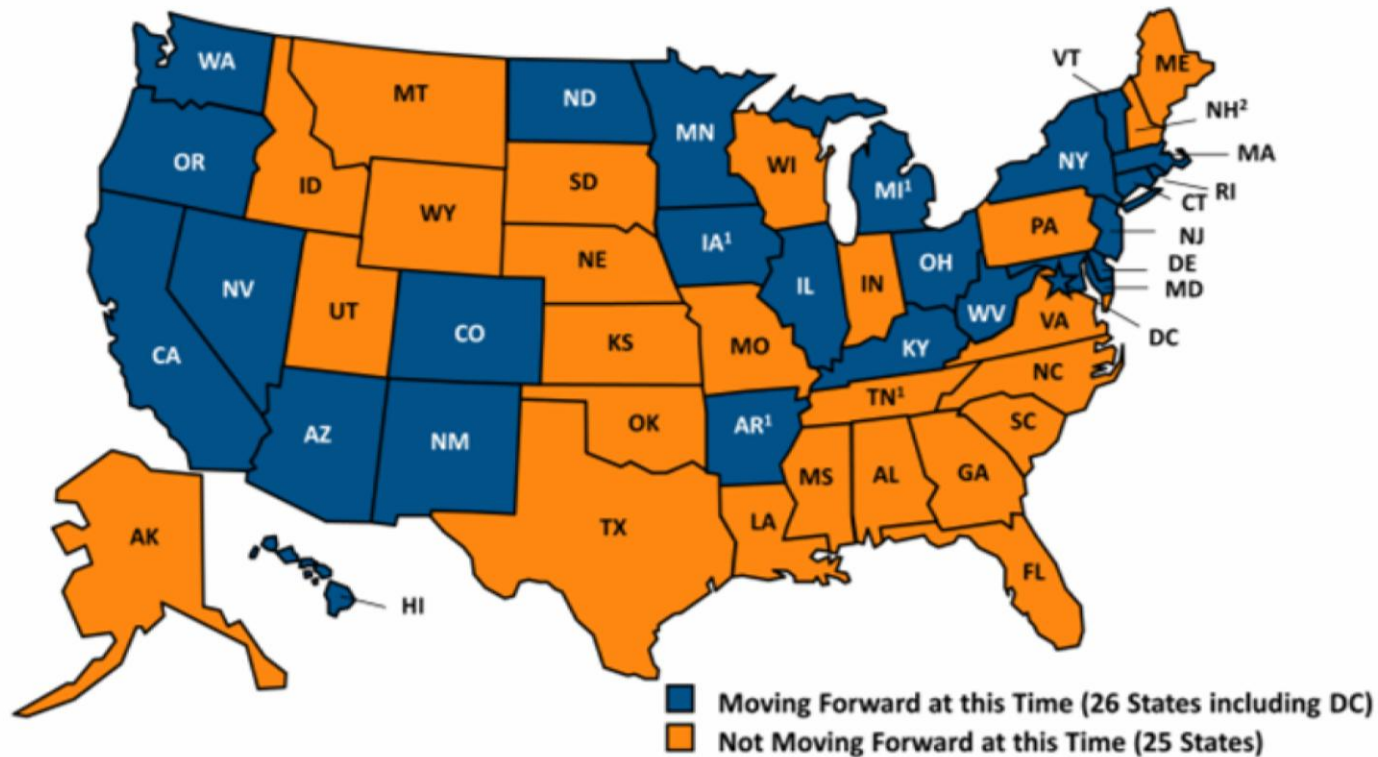 WA
MT
ND
MN
VT
ME
NH²
OR
ID
WY
SD
WI
MI¹
NY
MA
RI
CT
NJ
PA
DE
MD
NV
UT
CO
NE
IA¹
IL
IN
OH
WV
VA
DC
CA
KS
MO
KY
NC
TN¹
AZ
NM
OK
AR¹
SC
MS
AL
GA
TX
LA
FL
AK
HI
Moving Forward at this Time (26 States including DC)
Not Moving Forward at this Time (25 States)